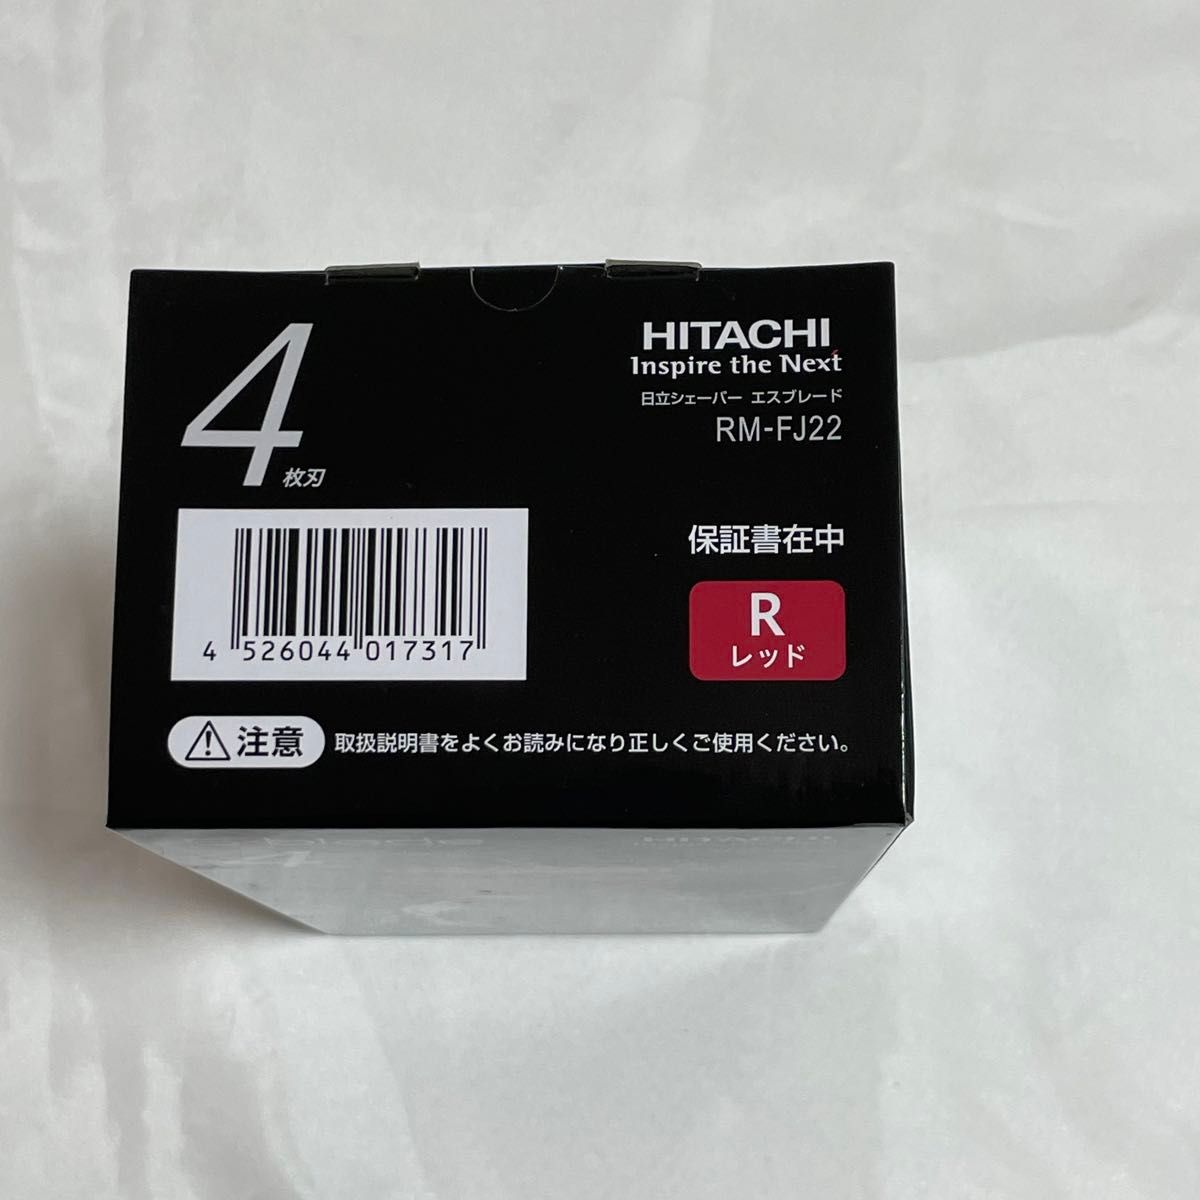 4枚刃
HITACHI
Inspire the Next
日立シェーバー エスブレード
RM-FJ22
保証書在中
R
レッド
4 526044 017317
注意 取扱説明書をよくお読みになり正しくご使用ください。